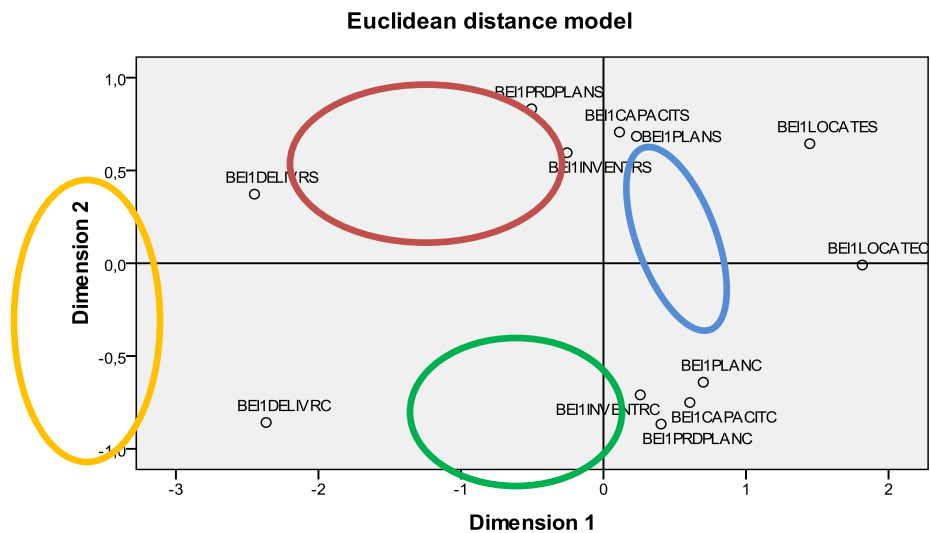 Euclidean distance model
1,0
BEI1PRDPLANS
BEI1CAPACITS
BEI1PLANS
BEI1LOCATES
0,5
BEI1INVENTRS
BEI1DELIVRS
Dimension 2
BEI1LOCATEC
0,0
-0,5
BEI1PLANC
BEI1DELIVRC
BEI1INVENTRC
BEI1CAPACITC
BEI1PRDPLANC
-1,0
-3 -2 -1 0 1 2
Dimension 1